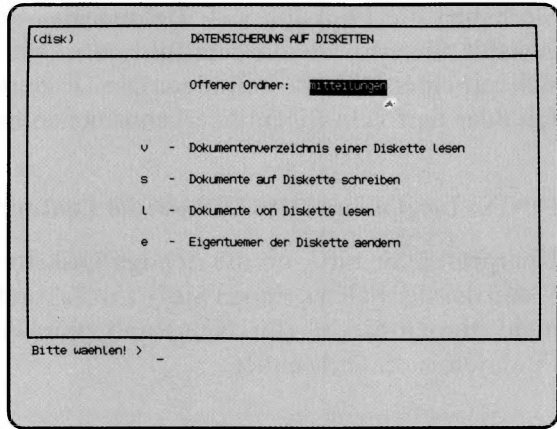 (disk) DATENSICHERUNG AUF DISKETTEN
Offener Ordner: mitteilungen
v - Dokumentenverzeichnis einer Diskette lesen
s - Dokumente auf Diskette schreiben
l - Dokumente von Diskette lesen
e - Eigentuemer der Diskette aendern
Bitte waehlen! > _